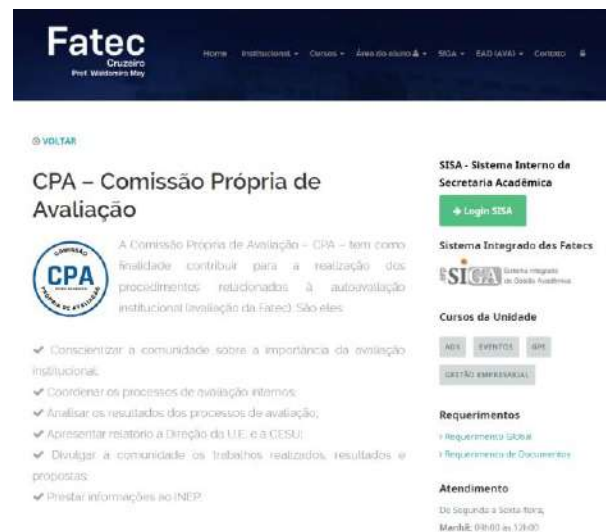 Fatec
Cruzeiro
Prof. Waldomiro May
Home Institucional Cursos Área do aluno SIGA EAD (AVA) Contato
VOLTAR
CPA – Comissão Própria de
Avaliação
COMISSÃO
CPA
PRÓPRIA DE AVALIAÇÃO
A Comissão Própria de Avaliação – CPA – tem como
finalidade contribuir para a realização dos
procedimentos relacionados à autoavaliação
institucional (avaliação da Fatec). São eles:
✔ Conscientizar a comunidade sobre a importância da avaliação
institucional;
✔ Coordenar os processos de avaliação internos;
✔ Analisar os resultados dos processos de avaliação;
✔ Apresentar relatório a Direção da U.E. e a CESU;
✔ Divulgar a comunidade os trabalhos realizados, resultados e
propostas;
✔ Prestar informações ao INEP.
SISA - Sistema Interno da
Secretaria Acadêmica
Login SISA
Sistema Integrado das Fatecs
SIGA Sistema Integrado
de Gestão Acadêmica
Cursos da Unidade
ADS EVENTOS GPI
GESTÃO EMPRESARIAL
Requerimentos
› Requerimento Global
› Requerimento de Documentos
Atendimento
De Segunda a Sexta-feira,
Manhã: 09h00 às 12h00